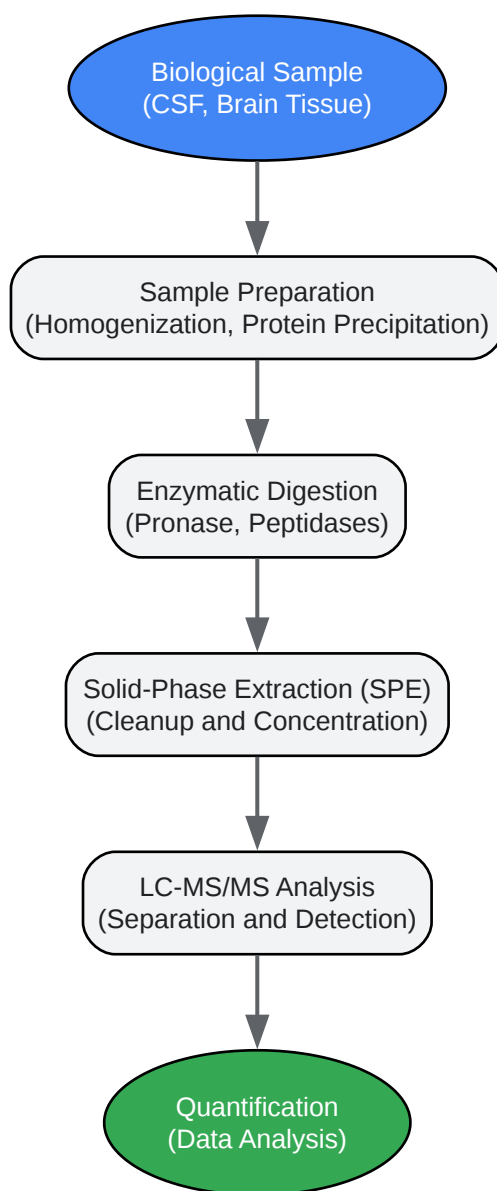 Biological Sample
(CSF, Brain Tissue)
Sample Preparation
(Homogenization, Protein Precipitation)
Enzymatic Digestion
(Pronase, Peptidases)
Solid-Phase Extraction (SPE)
(Cleanup and Concentration)
LC-MS/MS Analysis
(Separation and Detection)
Quantification
(Data Analysis)